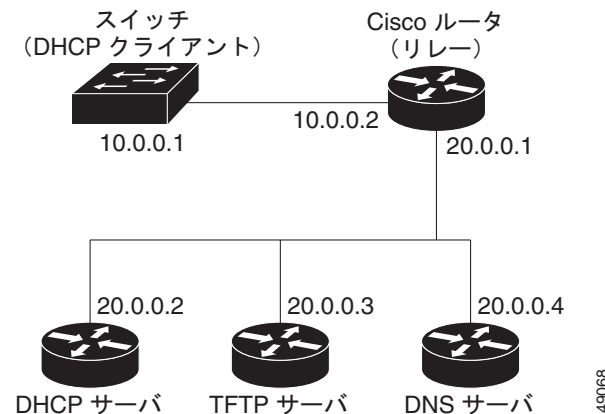 スイッチ
(DHCP クライアント)
Cisco ルータ
(リレー)
10.0.0.2
10.0.0.1
20.0.0.1
20.0.0.2
20.0.0.3
20.0.0.4
DHCP サーバ
TFTP サーバ
DNS サーバ
49068